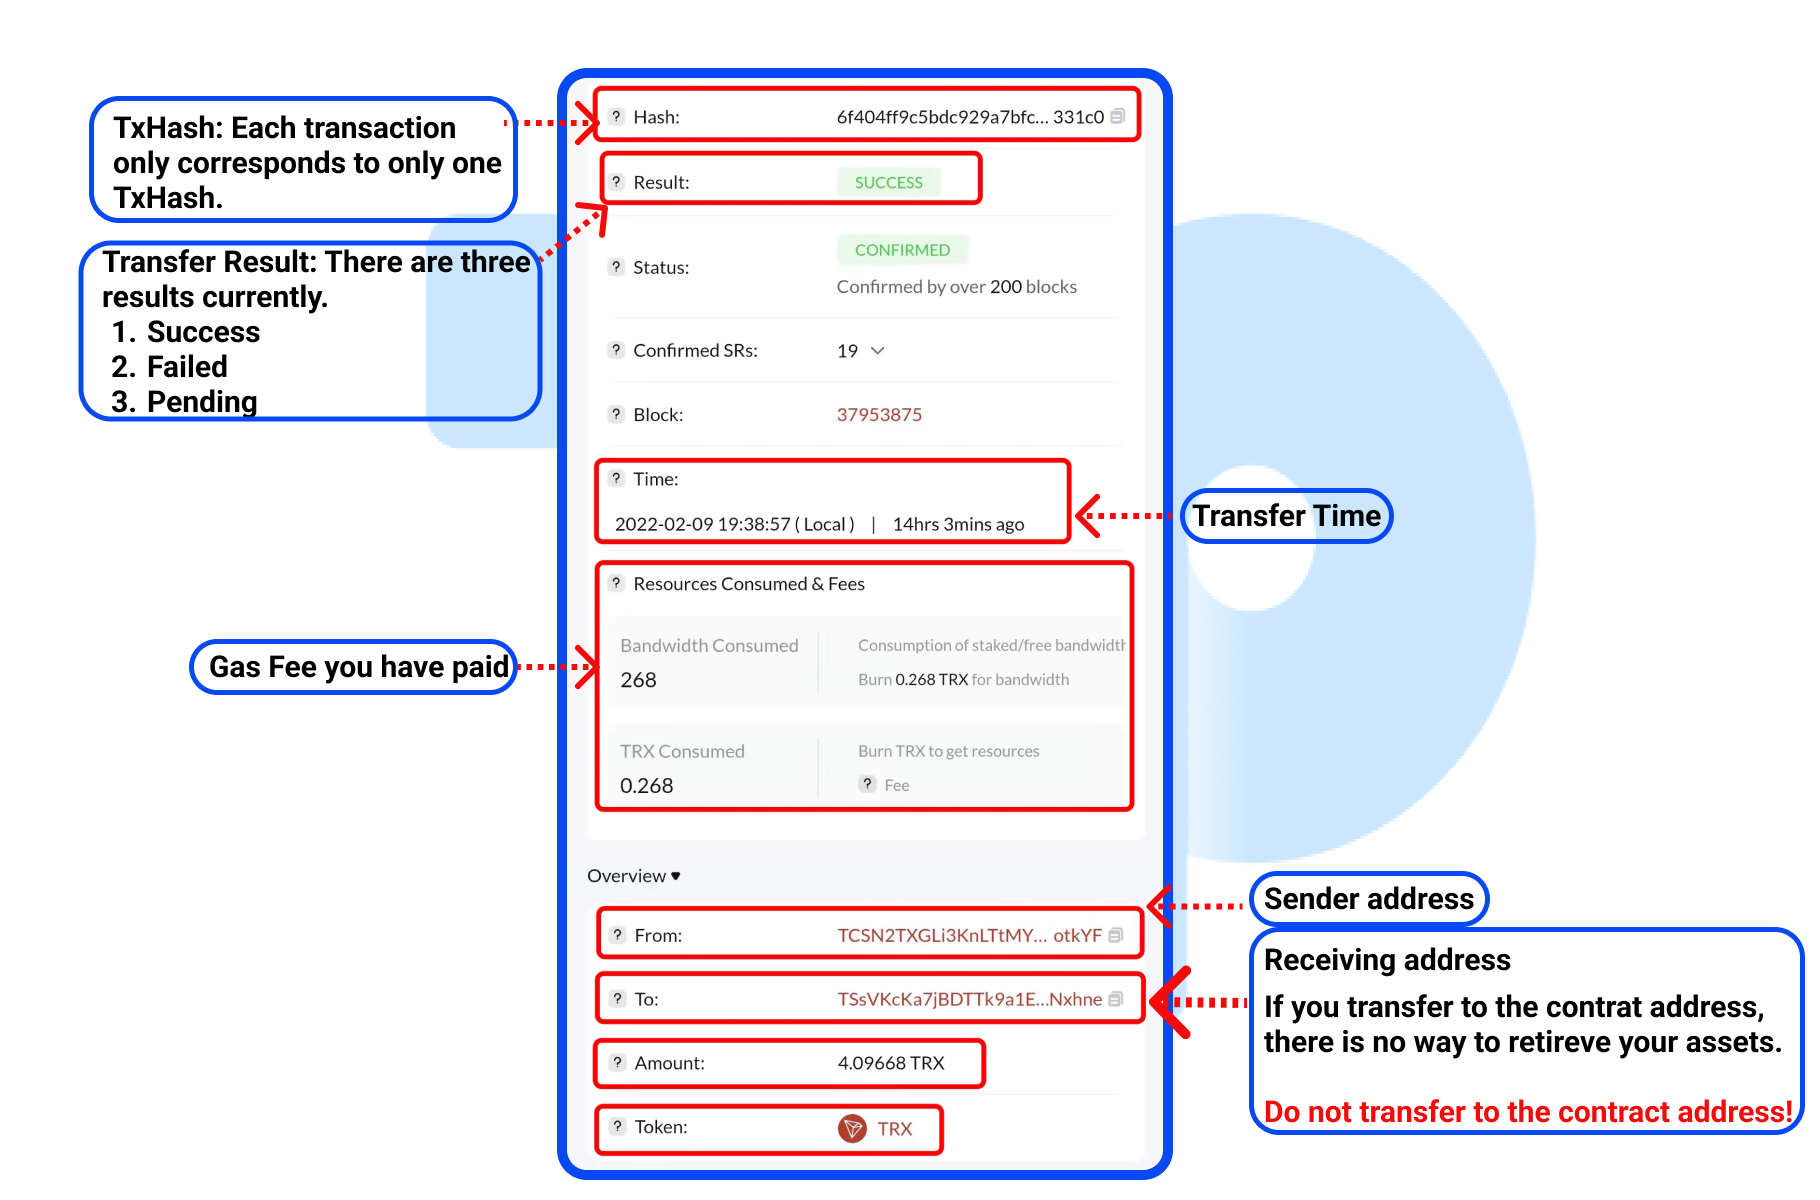 TxHash: Each transaction
only corresponds to only one
TxHash.
Transfer Result: There are three
results currently.
1. Success
2. Failed
3. Pending
Gas Fee you have paid
Hash: 6f404ff9c5bdc929a7bfc... 331c0
Result: SUCCESS
Status: CONFIRMED
Confirmed by over 200 blocks
Confirmed SRs: 19
Block: 37953875
Time:
2022-02-09 19:38:57 ( Local ) | 14hrs 3mins ago
Resources Consumed & Fees
Bandwidth Consumed Consumption of staked/free bandwidth
268 Burn 0.268 TRX for bandwidth
TRX Consumed Burn TRX to get resources
0.268 ? Fee
Overview
From: TCSN2TXGLi3KnLTtMY... otkYF
To: TSsVKcKa7jBDTTk9a1E...Nxhne
Amount: 4.09668 TRX
Token: TRX
Transfer Time
Sender address
Receiving address
If you transfer to the contrat address,
there is no way to retireve your assets.
Do not transfer to the contract address!